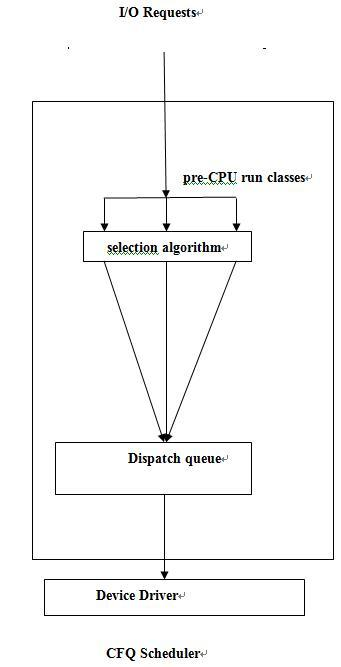 I/O Requests
pre-CPU run classes
selection algorithm
Dispatch queue
Device Driver
CFQ Scheduler